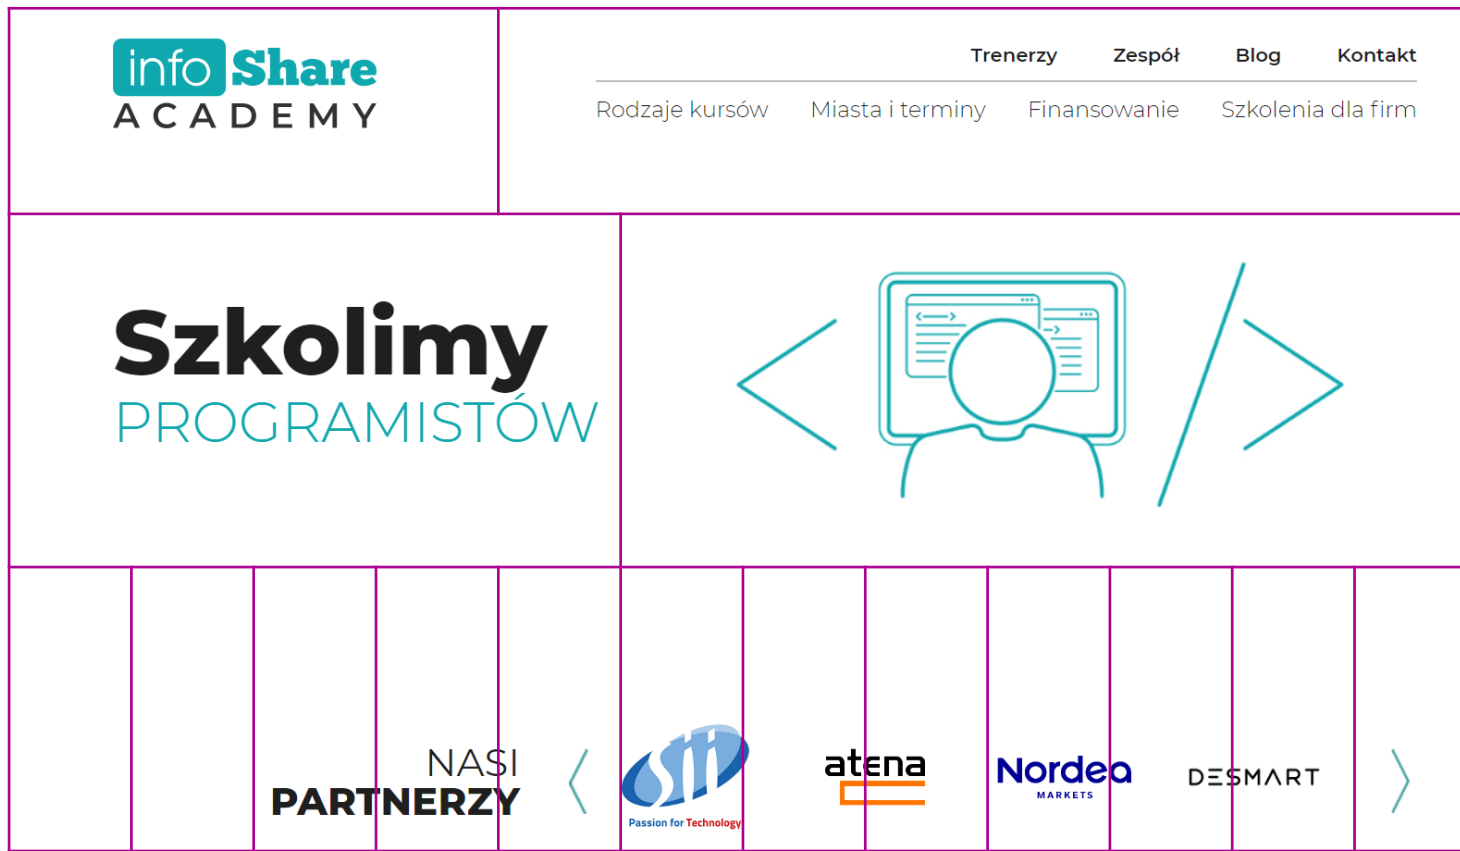 info Share
ACADEMY
Trenerzy Zespół Blog Kontakt
Rodzaje kursów Miasta i terminy Finansowanie Szkolenia dla firm
Szkolimy
PROGRAMISTÓW
NASI
PARTNERZY
Stti
Passion for Technology
atena
Nordea
MARKETS
DESMART